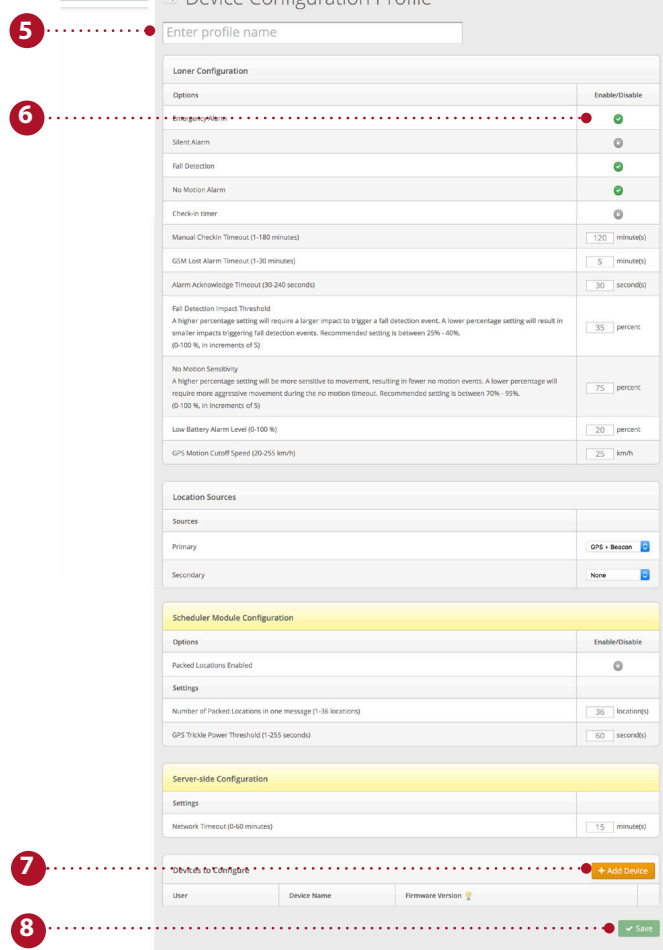 Device Configuration Profile
5
Enter profile name
Loner Configuration
Options Enable/Disable
6
Emergency Alarm
Silent Alarm
Fall Detection
No Motion Alarm
Check-in timer
Manual Checkin Timeout (1-180 minutes) 120 minute(s)
GSM Lost Alarm Timeout (1-30 minutes) 5 minute(s)
Alarm Acknowledge Timeout (30-240 seconds) 30 second(s)
Fall Detection Impact Threshold
A higher percentage setting will require a larger impact to trigger a fall detection event. A lower percentage setting will result in
smaller impacts triggering fall detection events. Recommended setting is between 25% - 40%.
(0-100 %, in increments of 5)
35 percent
No Motion Sensitivity
A higher percentage setting will be more sensitive to movement, resulting in fewer no motion events. A lower percentage will
require more aggressive movement during the no motion timeout. Recommended setting is between 70% - 95%.
(0-100 %, in increments of 5)
75 percent
Low Battery Alarm Level (0-100 %) 20 percent
GPS Motion Cutoff Speed (20-255 km/h) 25 km/h
Location Sources
Sources
Primary GPS + Beacon
Secondary None
Scheduler Module Configuration
Options Enable/Disable
Packed Locations Enabled
Settings
Number of Packed Locations in one message (1-36 locations) 36 location(s)
GPS Trickle Power Threshold (1-255 seconds) 60 second(s)
Server-side Configuration
Settings
Network Timeout (0-60 minutes) 15 minute(s)
7
Devices to Configure + Add Device
User Device Name Firmware Version
8
Save